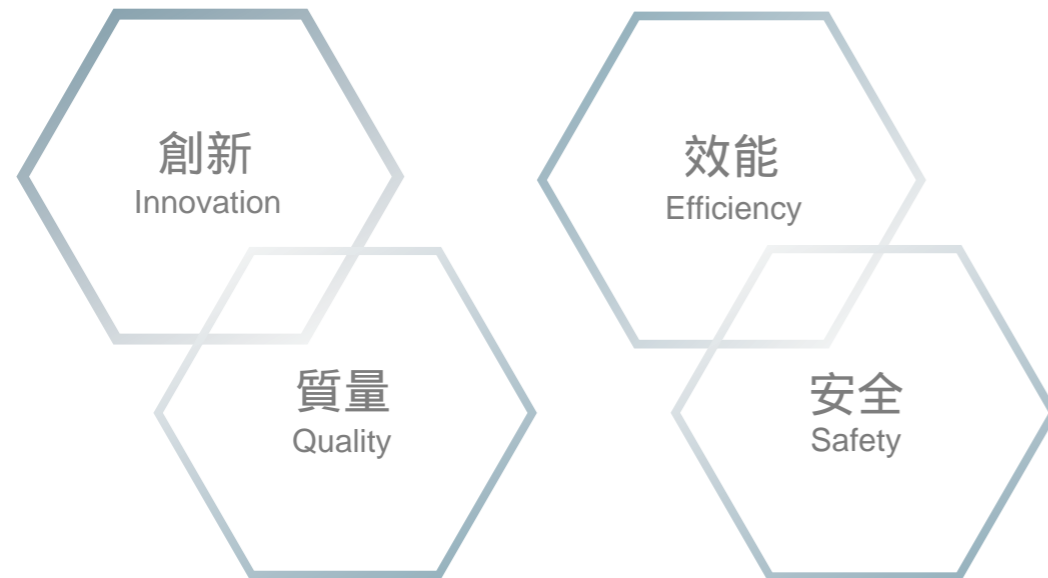 創新
Innovation
效能
Efficiency
質量
Quality
安全
Safety